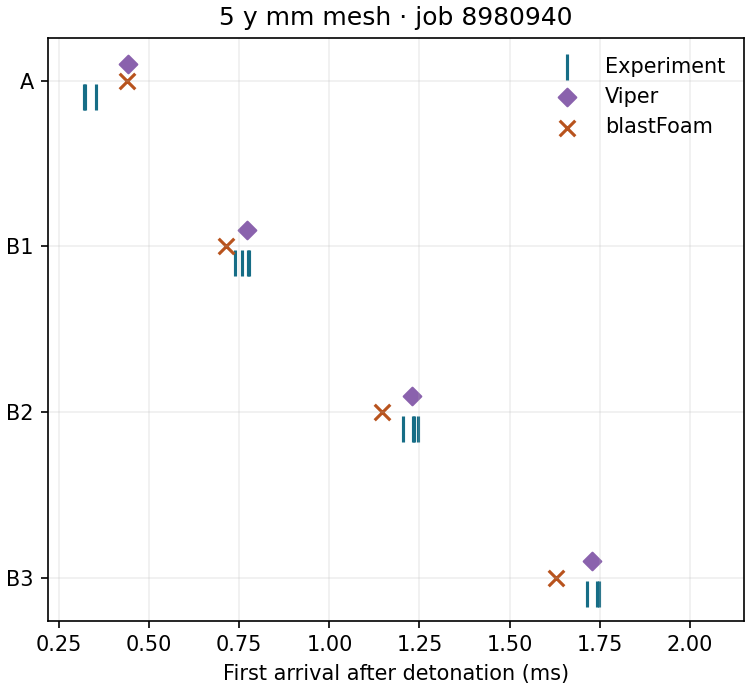 5 y mm mesh · job 8980940
Experiment
Viper
blastFoam
A
B1
B2
B3
0.25 0.50 0.75 1.00 1.25 1.50 1.75 2.00
First arrival after detonation (ms)